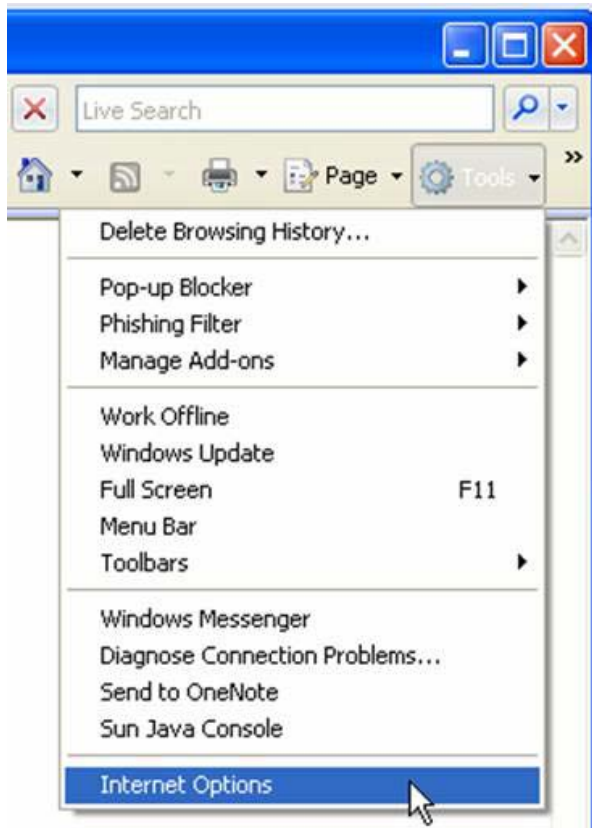 Live Search
Page Tools »
Delete Browsing History...
Pop-up Blocker
Phishing Filter
Manage Add-ons
Work Offline
Windows Update
Full Screen F11
Menu Bar
Toolbars
Windows Messenger
Diagnose Connection Problems...
Send to OneNote
Sun Java Console
Internet Options